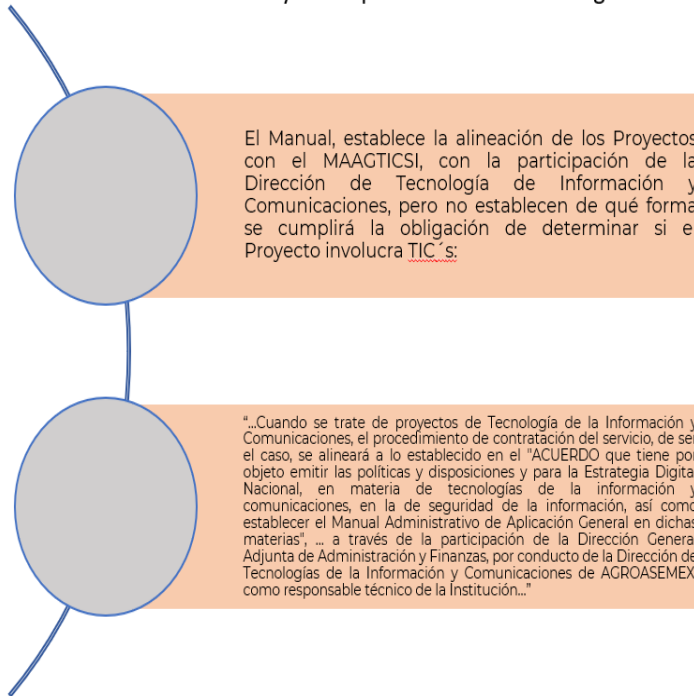 El Manual, establece la alineación de los Proyectos
con el MAAGTICSI, con la participación de la
Dirección de Tecnología de Información y
Comunicaciones, pero no establecen de qué forma
se cumplirá la obligación de determinar si e
Proyecto involucra TIC´s:
“...Cuando se trate de proyectos de Tecnología de la Información y
Comunicaciones, el procedimiento de contratación del servicio, de ser
el caso, se alineará a lo establecido en el "ACUERDO que tiene por
objeto emitir las políticas y disposiciones y para la Estrategia Digita
Nacional, en materia de tecnologías de la información y
comunicaciones, en la de seguridad de la información, así como
establecer el Manual Administrativo de Aplicación General en dichas
materias", ... a través de la participación de la Dirección Genera
Adjunta de Administración y Finanzas, por conducto de la Dirección de
Tecnologías de la Información y Comunicaciones de AGROASEMEX
como responsable técnico de la Institución...”